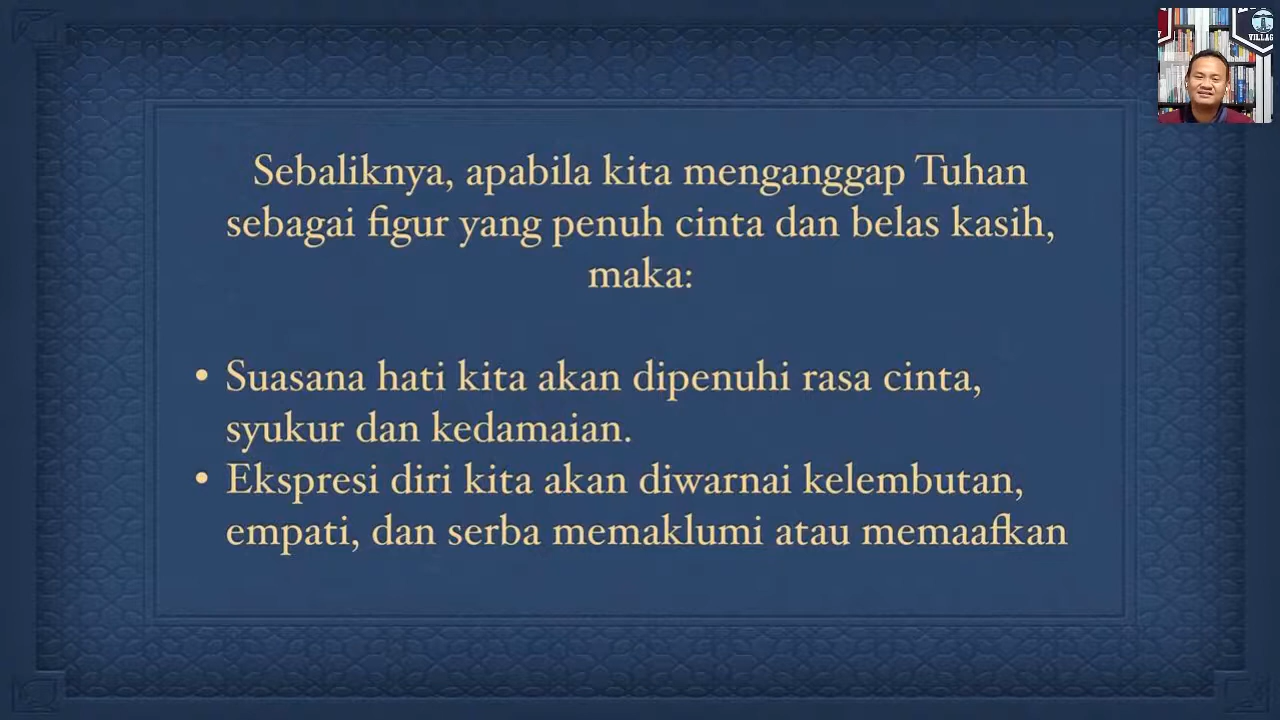 VILLAG
Sebaliknya, apabila kita menganggap Tuhan
sebagai figur yang penuh cinta dan belas kasih,
maka:
• Suasana hati kita akan dipenuhi rasa cinta,
syukur dan kedamaian.
• Ekspresi diri kita akan diwarnai kelembutan,
empati, dan serba memaklumi atau memaafkan